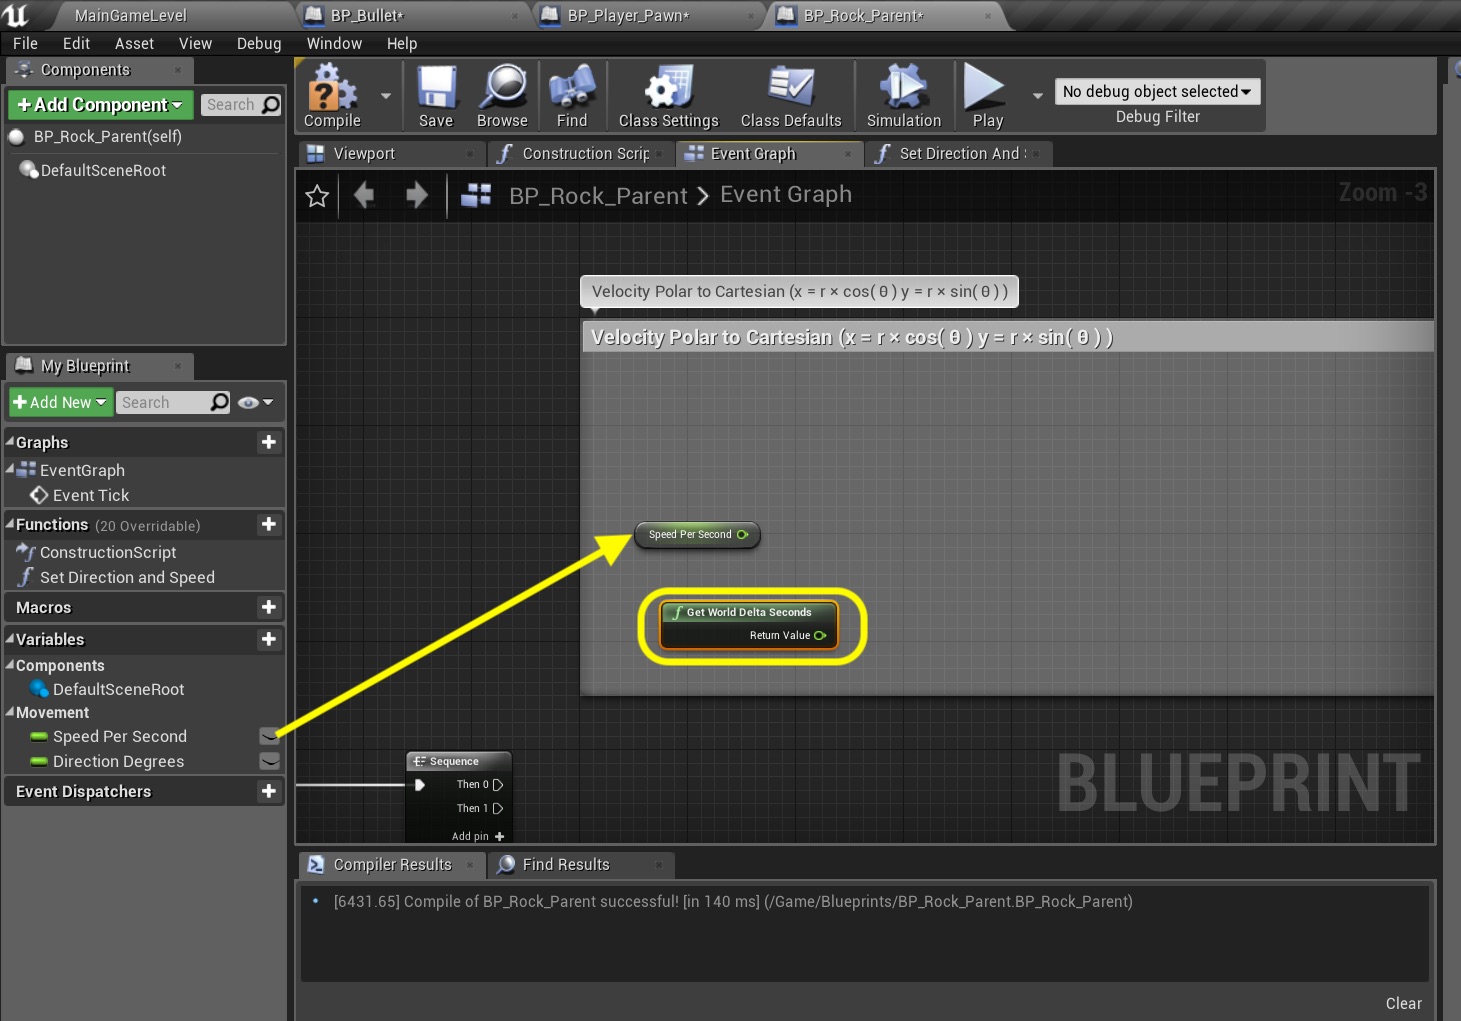 MainGameLevel
BP_Bullet*
BP_Player_Pawn*
BP_Rock_Parent*
File Edit Asset View Debug Window Help
Components
+Add Component
Search
BP_Rock_Parent(self)
DefaultSceneRoot
Compile
Save
Browse
Find
Class Settings
Class Defaults
Simulation
Play
No debug object selected
Debug Filter
Viewport
Construction Scrip
Event Graph
Set Direction And
BP_Rock_Parent > Event Graph
Zoom -3
Velocity Polar to Cartesian (x = r × cos( θ ) y = r × sin( θ ) )
Velocity Polar to Cartesian (x = r × cos( θ ) y = r × sin( θ ) )
Speed Per Second
f Get World Delta Seconds
Return Value
Sequence
Then 0
Then 1
Add pin +
BLUEPRINT
My Blueprint
+Add New
Search
Graphs
EventGraph
Event Tick
Functions (20 Overridable)
ConstructionScript
Set Direction and Speed
Macros
Variables
Components
DefaultSceneRoot
Movement
Speed Per Second
Direction Degrees
Event Dispatchers
Compiler Results
Find Results
[6431.65] Compile of BP_Rock_Parent successful! [in 140 ms] (/Game/Blueprints/BP_Rock_Parent.BP_Rock_Parent)
Clear